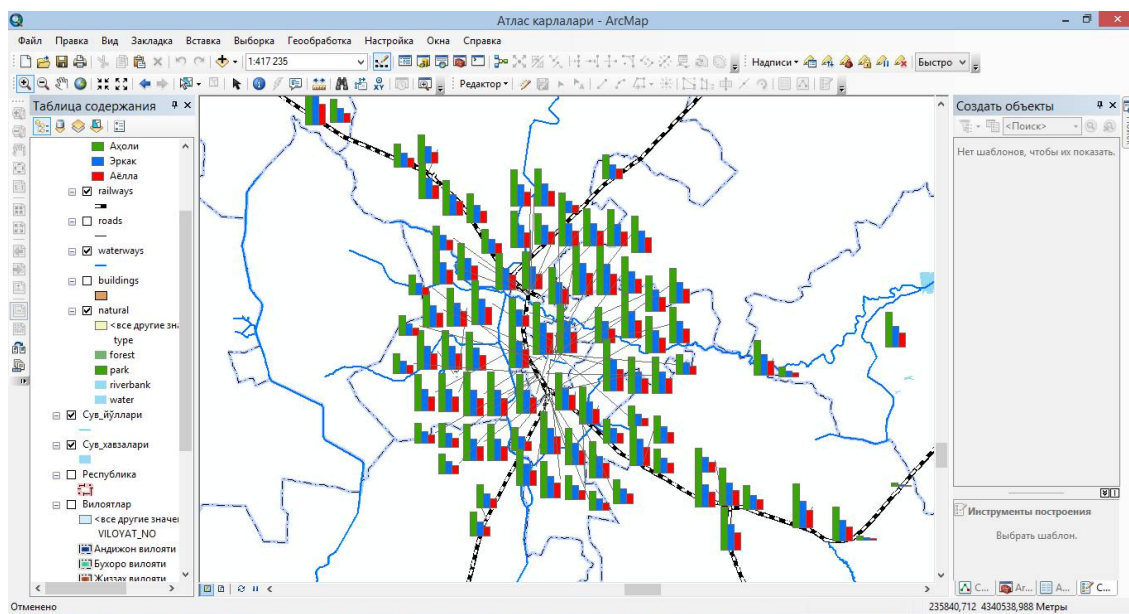 Атлас карлалари - ArcMap
Файл Правка Вид Закладка Вставка Выборка Геообработка Настройка Окна Справка
1:417 235
Надписи
Быстро
Редактор
Таблица содержания
Аҳоли
Эркак
Аёлла
railways
roads
waterways
buildings
natural
<все другие зна
type
forest
park
riverbank
water
Сув_йўллари
Сув_хавзалари
Республика
Вилоятлар
<все другие значе
VILOYAT_NO
Андижон вилояти
Бухоро вилояти
Жиззах вилояти
Создать объекты
<Поиск>
Нет шаблонов, чтобы их показать.
Инструменты построения
Выбрать шаблон.
С... Ar... А... С...
Отменено
235840,712 4340538,988 Метры